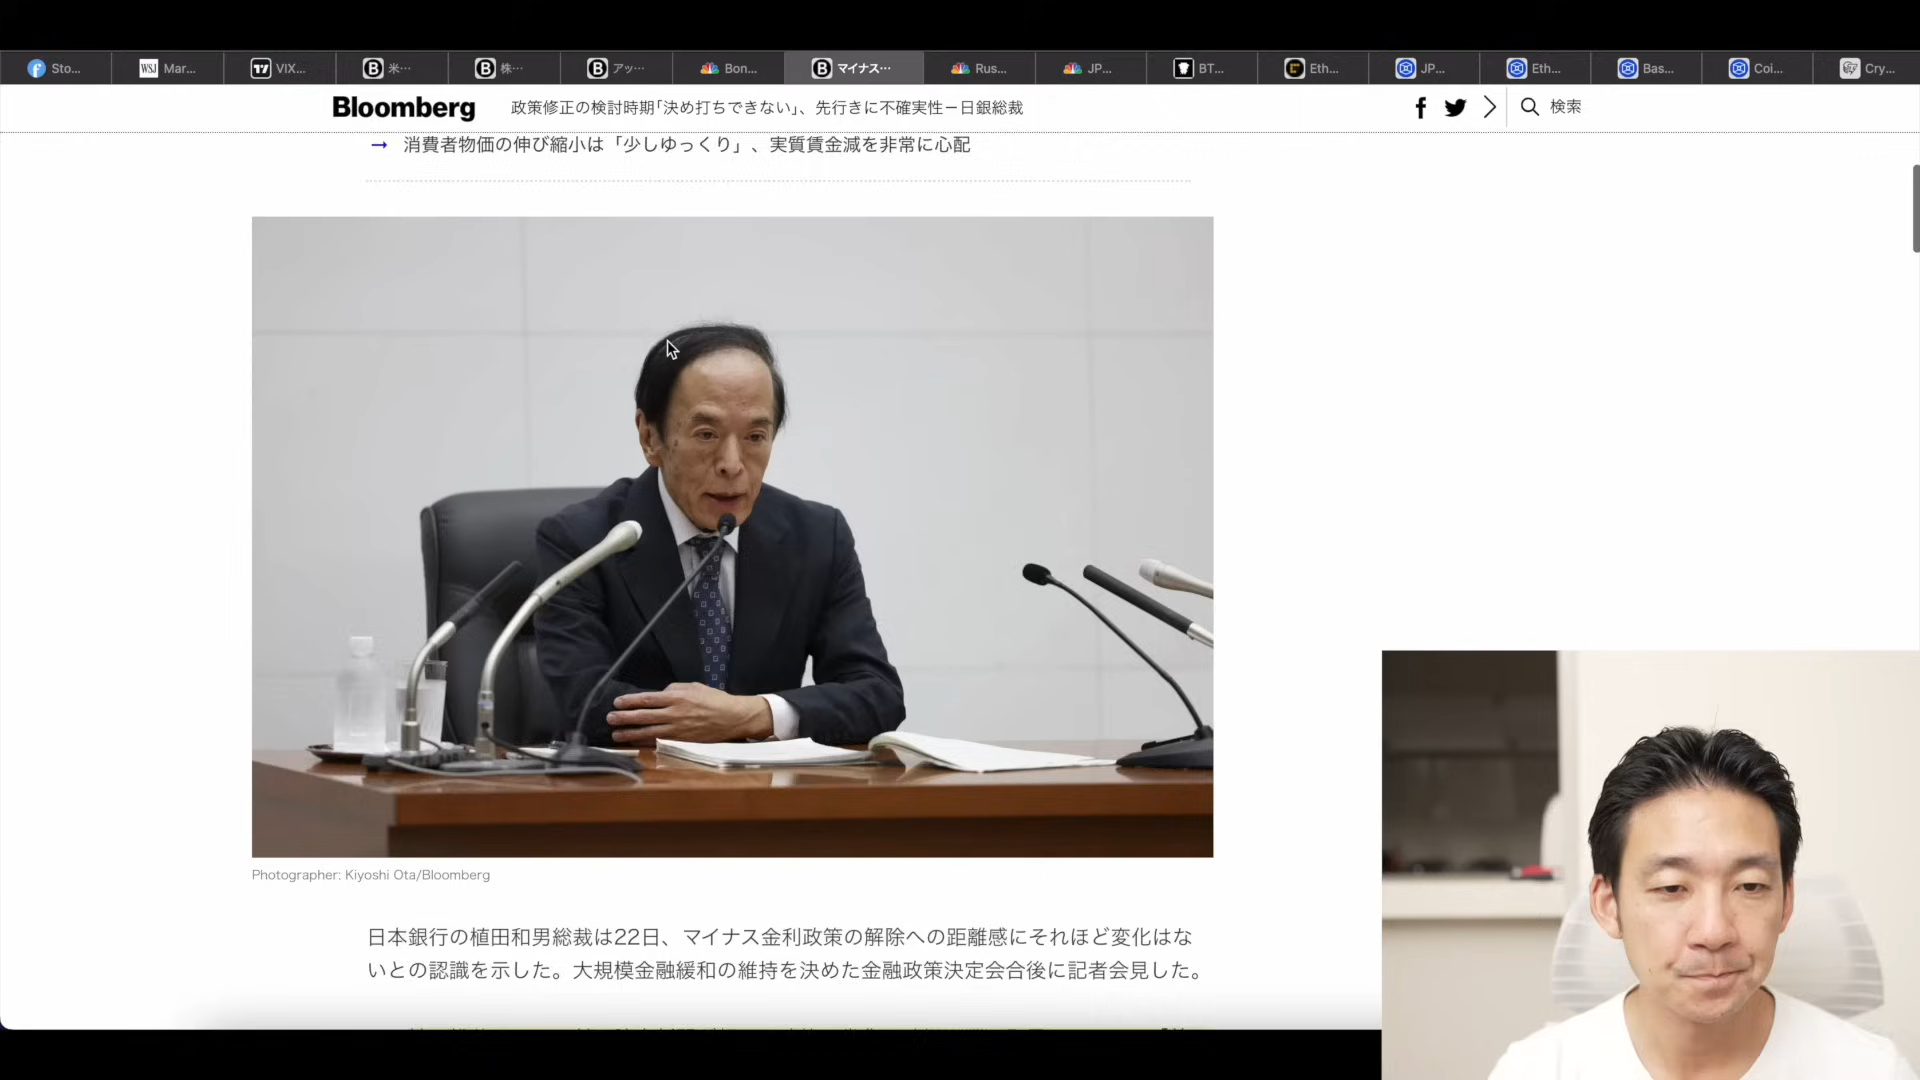 Sto...
WSJ Mar...
VIX...
B 米…
B 株…
B アッ…
Bon...
B マイナス…
Rus...
JP...
BT...
Eth...
JP...
Eth...
Bas...
Coi...
Cry...
Bloomberg
政策修正の検討時期｢決め打ちできない｣、先行きに不確実性－日銀総裁
検索
→ 消費者物価の伸び縮小は「少しゆっくり」、実質賃金減を非常に心配
Photographer: Kiyoshi Ota/Bloomberg
日本銀行の植田和男総裁は22日、マイナス金利政策の解除への距離感にそれほど変化はな
いとの認識を示した。大規模金融緩和の維持を決めた金融政策決定会合後に記者会見した。